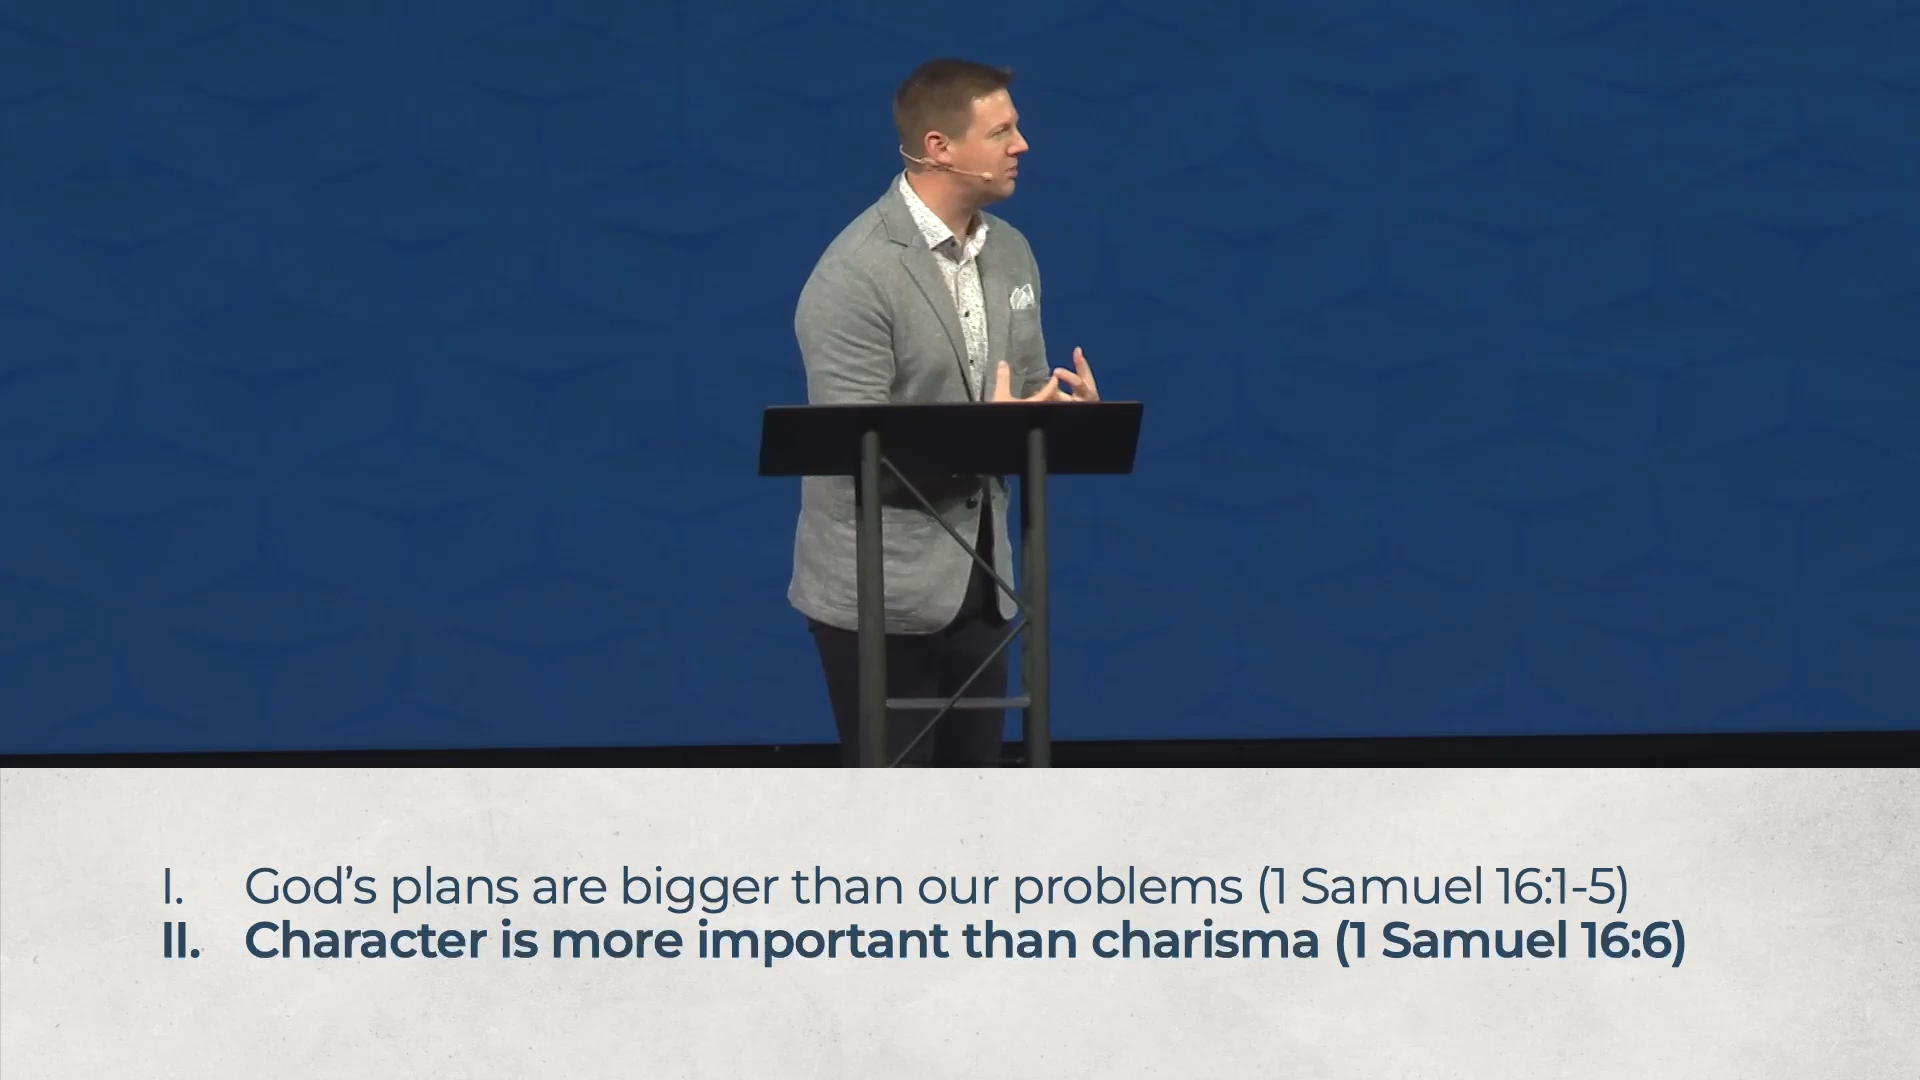 I. God’s plans are bigger than our problems (1 Samuel 16:1-5)
II. Character is more important than charisma (1 Samuel 16:6)